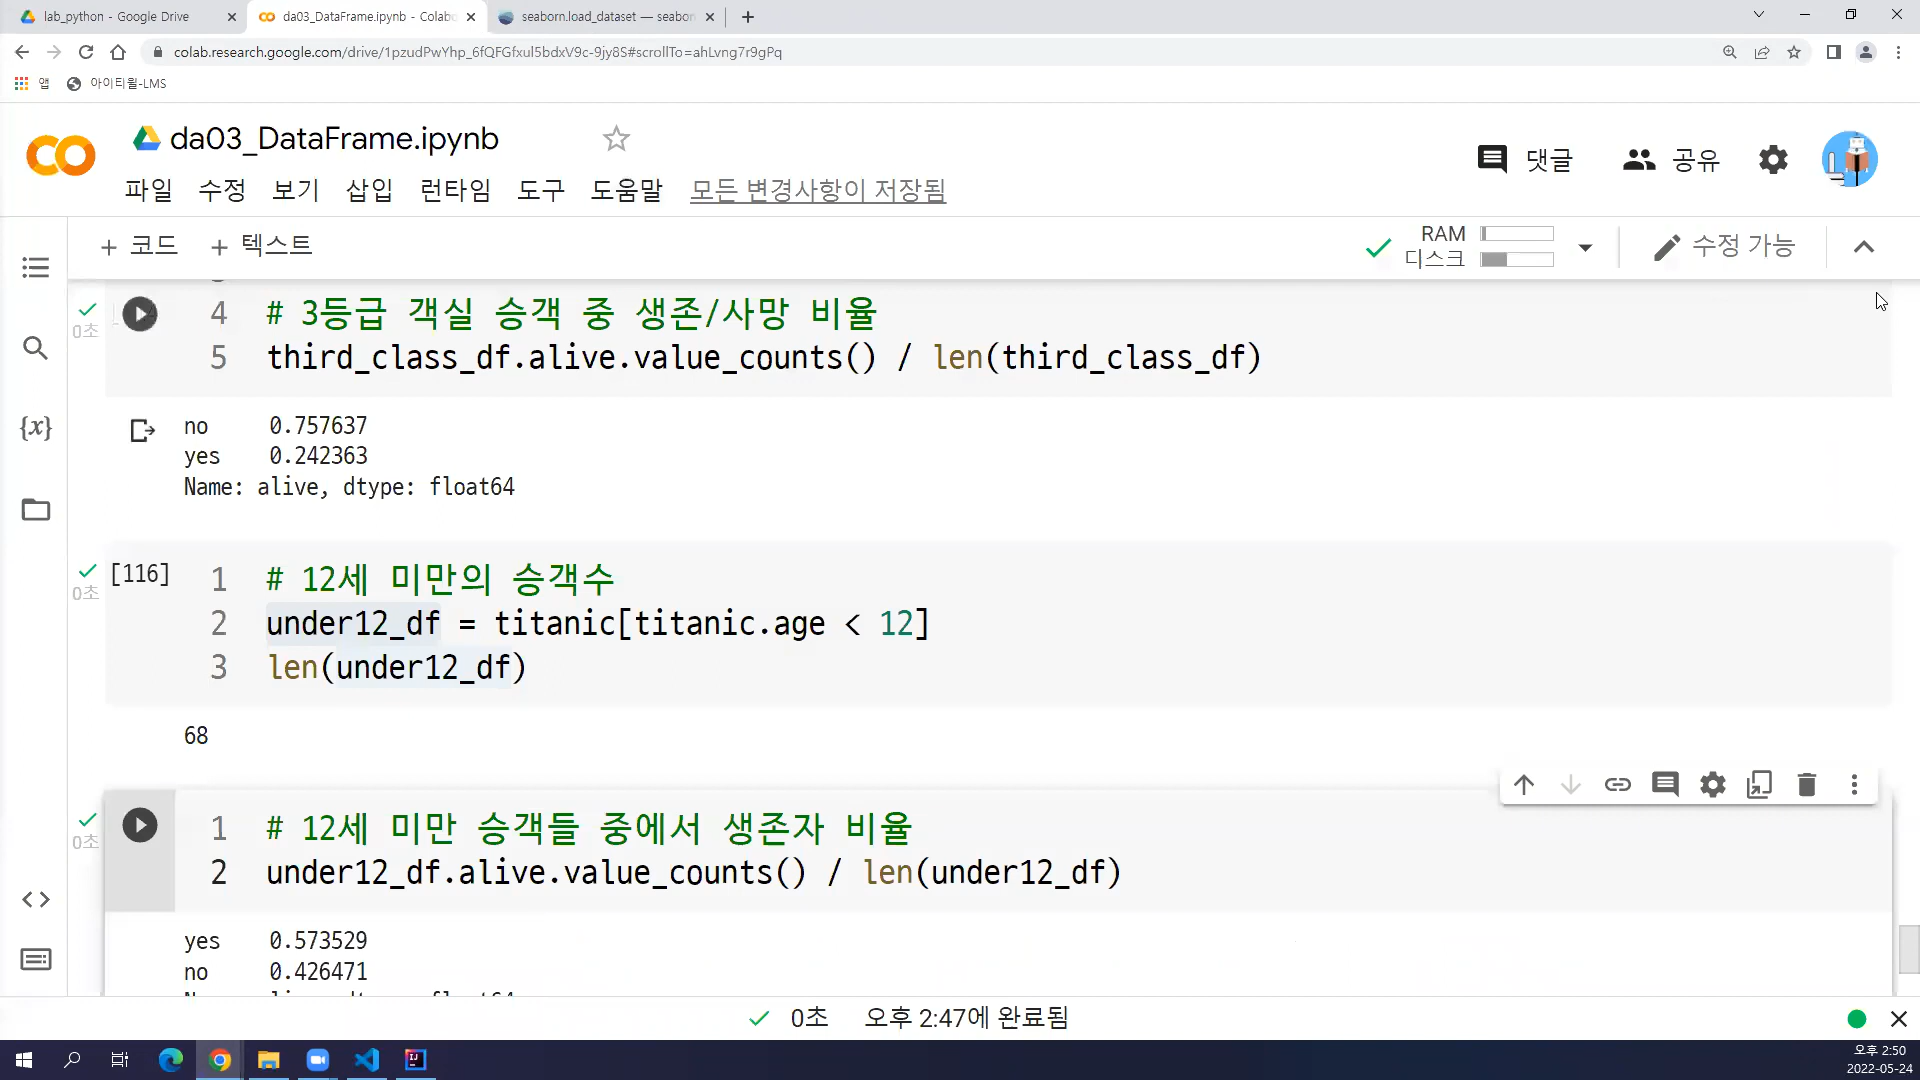 lab_python - Google Drive
da03_DataFrame.ipynb - Colab
seaborn.load_dataset — seabor
colab.research.google.com/drive/1pzudPwYhp_6fQFGfxul5bdxV9c-9jy8S#scrollTo=ahLvng7r9gPq
앱
아이티윌-LMS
da03_DataFrame.ipynb
댓글
공유
파일 수정 보기 삽입 런타임 도구 도움말 모든 변경사항이 저장됨
+ 코드 + 텍스트
RAM
디스크
수정 가능
0초
4 # 3등급 객실 승객 중 생존/사망 비율
5 third_class_df.alive.value_counts() / len(third_class_df)
no 0.757637
yes 0.242363
Name: alive, dtype: float64
0초
[116]
1 # 12세 미만의 승객수
2 under12_df = titanic[titanic.age < 12]
3 len(under12_df)
68
0초
1 # 12세 미만 승객들 중에서 생존자 비율
2 under12_df.alive.value_counts() / len(under12_df)
yes 0.573529
no 0.426471
0초 오후 2:47에 완료됨
오후 2:50
2022-05-24